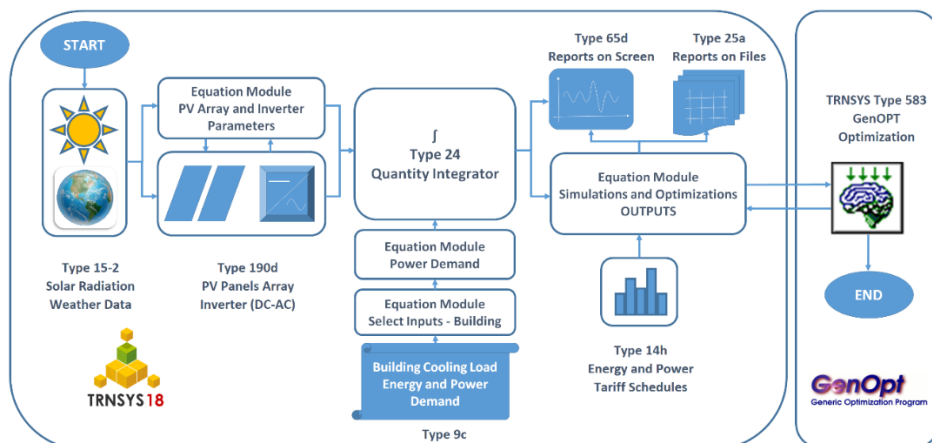 START
Type 15-2
Solar Radiation
Weather Data
TRNSYS18
Equation Module
PV Array and Inverter
Parameters
Type 190d
PV Panels Array
Inverter (DC-AC)
∫
Type 24
Quantity Integrator
Equation Module
Power Demand
Equation Module
Select Inputs - Building
Building Cooling Load
Energy and Power
Demand
Type 9c
Type 65d
Reports on Screen
Type 25a
Reports on Files
Equation Module
Simulations and Optimizations
OUTPUTS
Type 14h
Energy and Power
Tariff Schedules
TRNSYS Type 583
GenOPT
Optimization
END
GenOpt
Generic Optimization Program